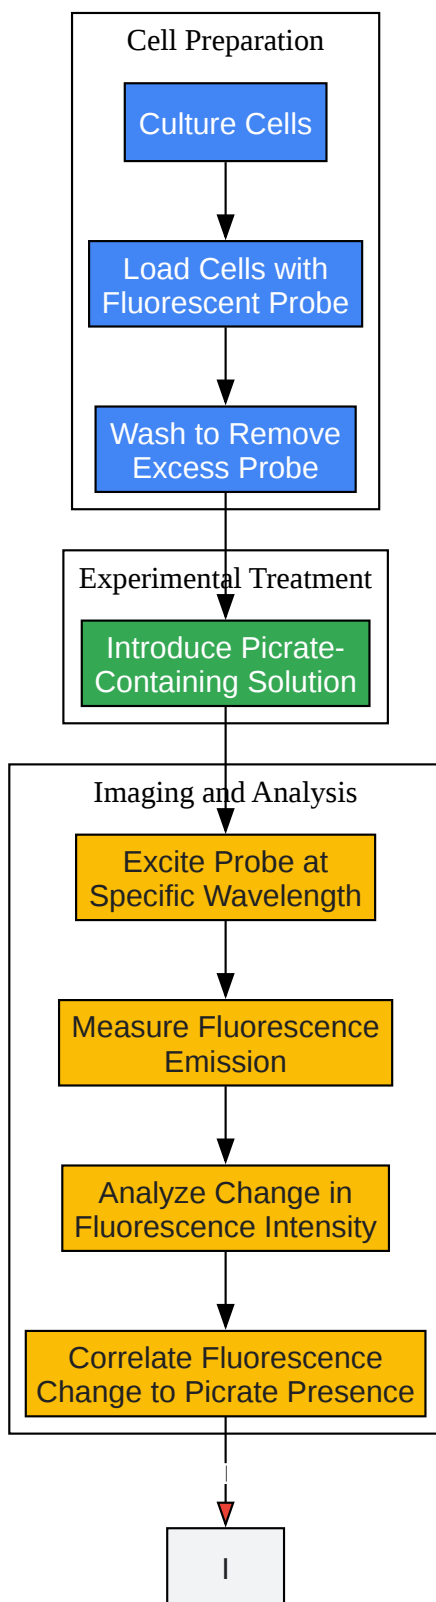 Cell Preparation
Culture Cells
Load Cells with
Fluorescent Probe
Wash to Remove
Excess Probe
Experimental Treatment
Introduce Picrate-
Containing Solution
Imaging and Analysis
Excite Probe at
Specific Wavelength
Measure Fluorescence
Emission
Analyze Change in
Fluorescence Intensity
Correlate Fluorescence
Change to Picrate Presence
I